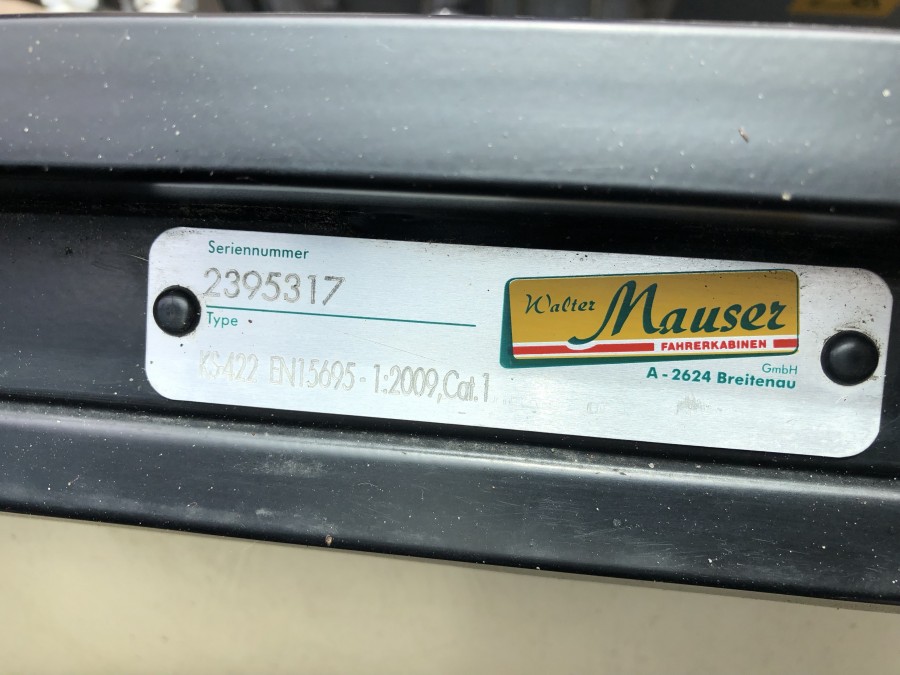 Seriennummer
2395317
Type
KS422 EN15695-1:2009,Cat.1
Walter Mauser
FAHRERKABINEN
GmbH
A-2624 Breitenau